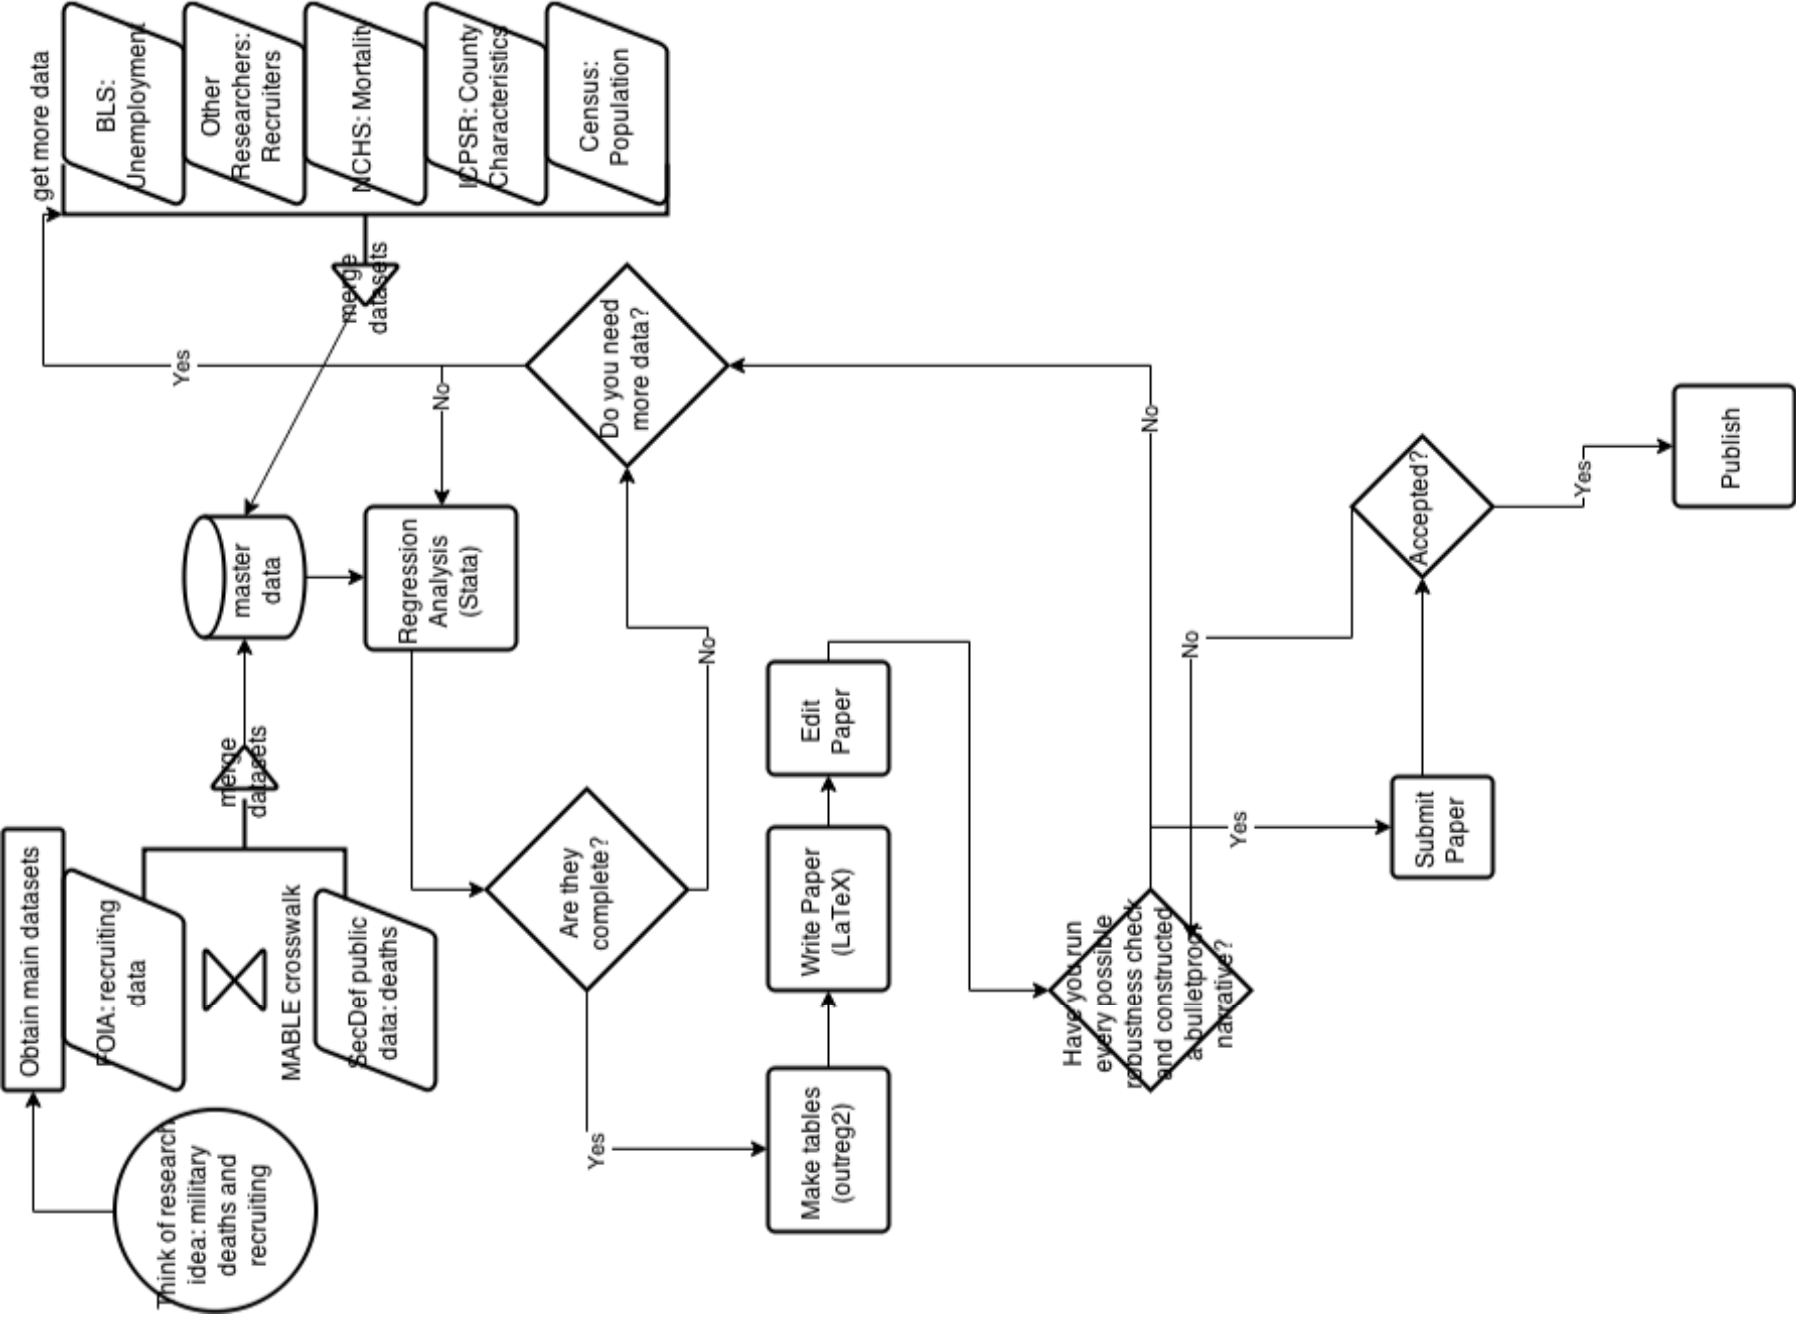 Think of research
idea: military
deaths and
recruiting
Obtain main datasets
FOIA: recruiting
data
MABLE crosswalk
SecDef public
data: deaths
merge
datasets
master
data
Regression
Analysis
(Stata)
merge
datasets
get more data
BLS:
Unemployment
Other
Researchers:
Recruiters
NCHS: Mortality
ICPSR: County
Characteristics
Census:
Population
Yes
No
Do you need
more data?
Are they
complete?
No
Yes
Make tables
(outreg2)
Write Paper
(LaTeX)
Edit
Paper
Have you run
every possible
robustness check
and constructed
a bulletproof
narrative?
No
Yes
No
Submit
Paper
Accepted?
Yes
Publish